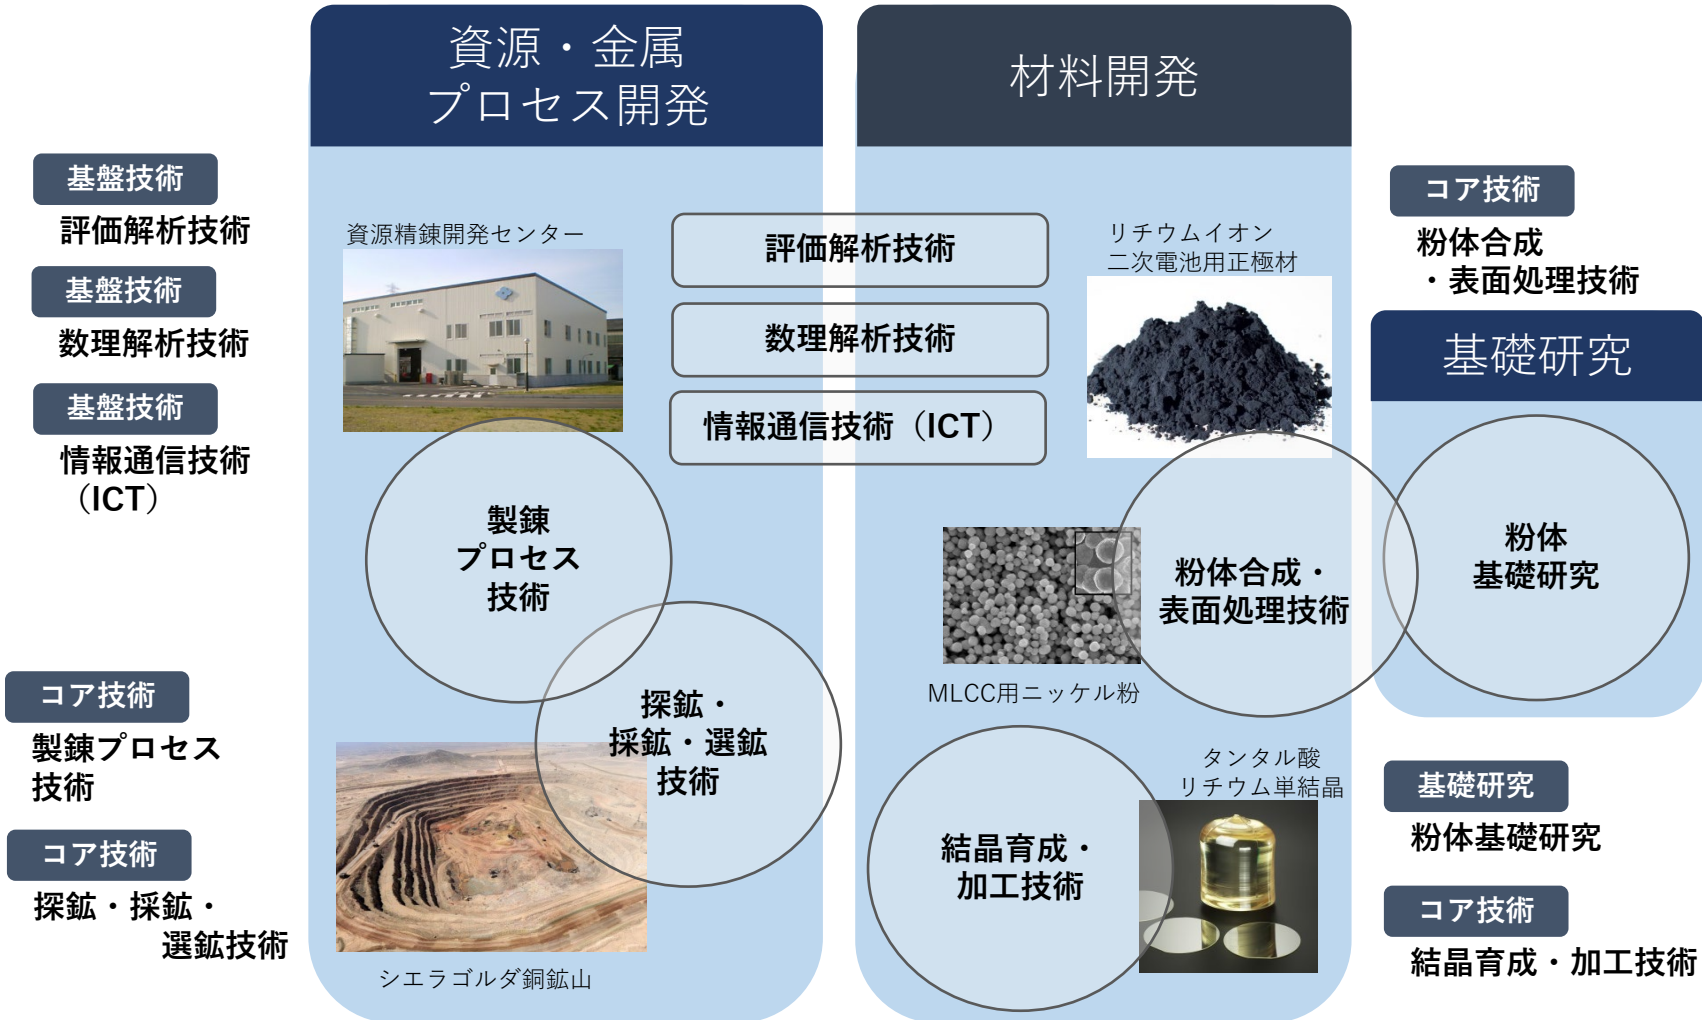 資源・金属
プロセス開発
材料開発
基盤技術
評価解析技術
基盤技術
数理解析技術
基盤技術
情報通信技術
（ICT）
コア技術
製錬プロセス
技術
コア技術
探鉱・採鉱・
選鉱技術
資源精錬開発センター
製錬
プロセス
技術
探鉱・
採鉱・選鉱
技術
シエラゴルダ銅鉱山
評価解析技術
数理解析技術
情報通信技術（ICT）
リチウムイオン
二次電池用正極材
MLCC用ニッケル粉
粉体合成・
表面処理技術
タンタル酸
リチウム単結晶
結晶育成・
加工技術
コア技術
粉体合成
・表面処理技術
基礎研究
粉体
基礎研究
基礎研究
粉体基礎研究
コア技術
結晶育成・加工技術